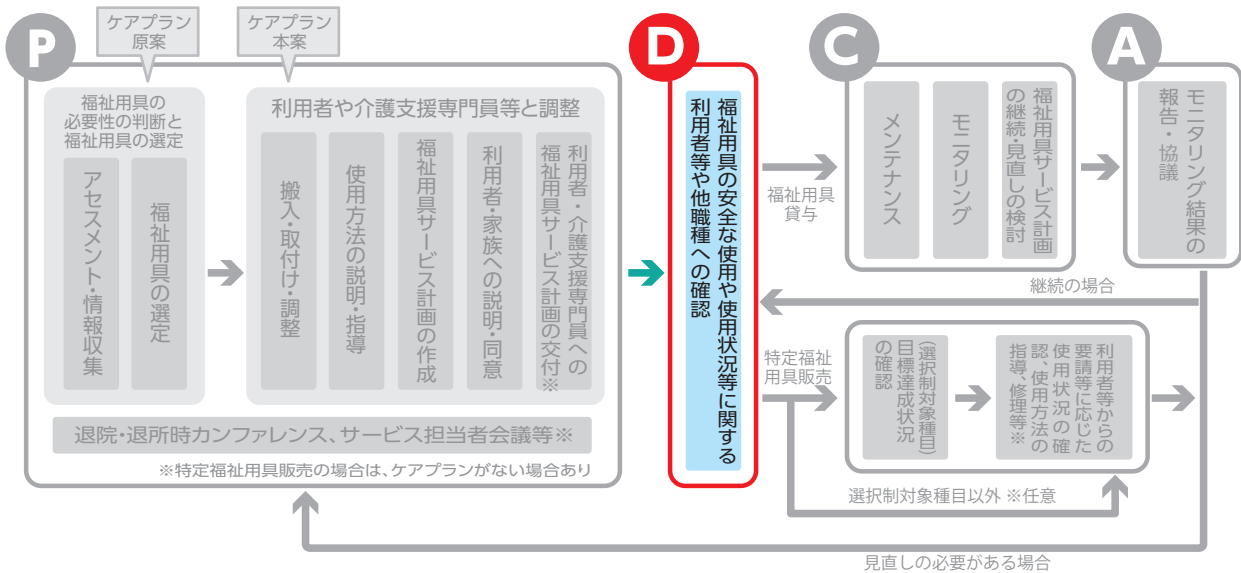 P
ケアプラン
原案
ケアプラン
本案
福祉用具の
必要性の判断と
福祉用具の選定
アセスメント・情報収集
福祉用具の選定
利用者や介護支援専門員等と調整
搬入・取付け・調整
使用方法の説明・指導
福祉用具サービス計画の作成
利用者・家族への説明・同意
利用者・介護支援専門員への
福祉用具サービス計画の交付※
退院・退所時カンファレンス、サービス担当者会議等※
※特定福祉用具販売の場合は、ケアプランがない場合あり
D
福祉用具の安全な使用や使用状況等に関する
利用者等や他職種への確認
福祉用具
貸与
C
メンテナンス
モニタリング
福祉用具サービス計画
の継続・見直しの検討
A
モニタリング結果の
報告・協議
継続の場合
特定福祉
用具販売
(選択制対象種目)
目標達成状況
の確認
利用者等からの
要請等に応じた
使用状況の確
認、使用方法の
指導、修理等※
選択制対象種目以外 ※任意
見直しの必要がある場合